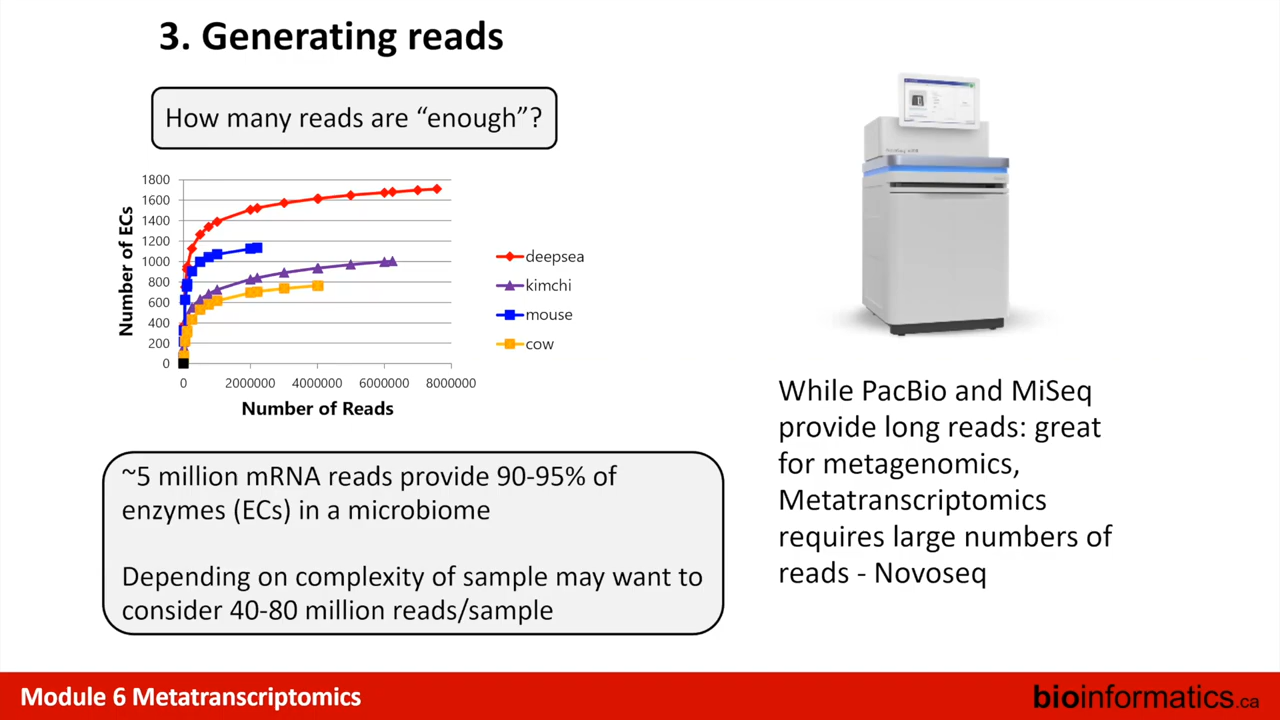 3. Generating reads
How many reads are “enough”?
1800
1600
1400
1200
1000
800
600
400
200
0
Number of ECs
0 2000000 4000000 6000000 8000000
Number of Reads
deepsea
kimchi
mouse
cow
~5 million mRNA reads provide 90-95% of
enzymes (ECs) in a microbiome
Depending on complexity of sample may want to
consider 40-80 million reads/sample
While PacBio and MiSeq
provide long reads: great
for metagenomics,
Metatranscriptomics
requires large numbers of
reads - Novoseq
Module 6 Metatranscriptomics
bioinformatics.ca